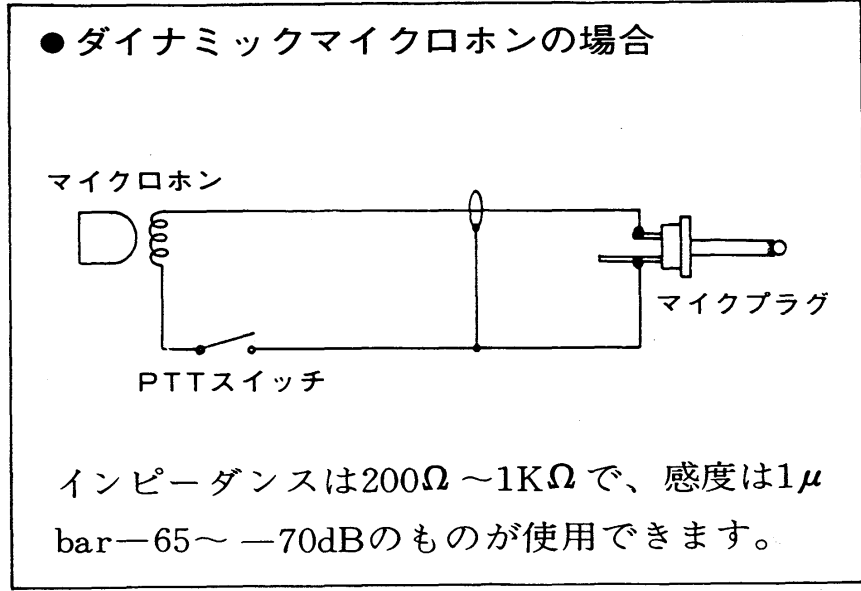 ●ダイナミックマイクロホンの場合
マイクロホン
マイクプラグ
PTTスイッチ
インピーダンスは200Ω～1KΩで、感度は1μ
bar－65～ －70dBのものが使用できます。